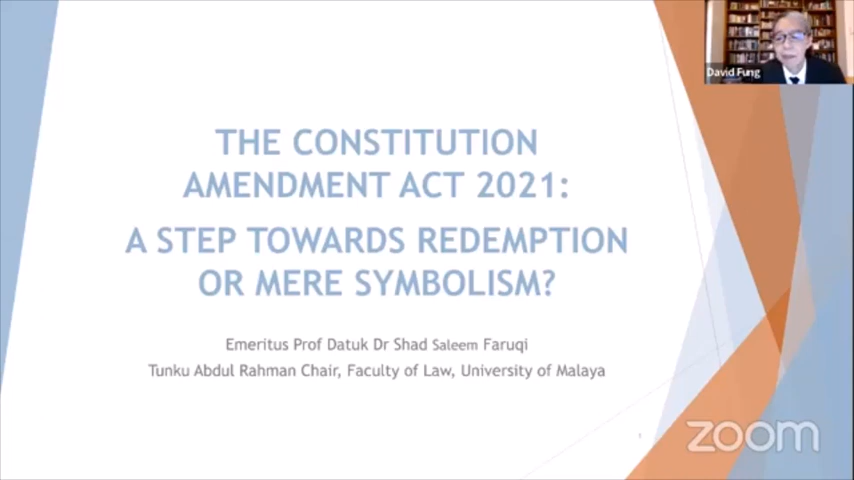 David Fung
THE CONSTITUTION
AMENDMENT ACT 2021:
A STEP TOWARDS REDEMPTION
OR MERE SYMBOLISM?
Emeritus Prof Datuk Dr Shad Saleem Faruqi
Tunku Abdul Rahman Chair, Faculty of Law, University of Malaya
1
zoom